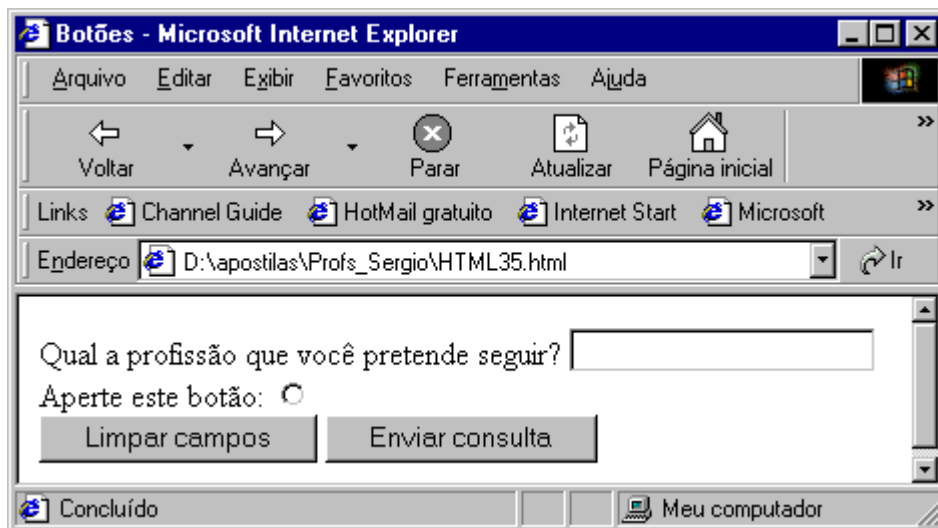 Botões - Microsoft Internet Explorer
Arquivo Editar Exibir Favoritos Ferramentas Ajuda
Voltar Avançar Parar Atualizar Página inicial »
Links Channel Guide HotMail gratuito Internet Start Microsoft »
Endereço D:\apostilas\Profs_Sergio\HTML35.html Ir
Qual a profissão que você pretende seguir?
Aperte este botão:
Limpar campos Enviar consulta
Concluído Meu computador